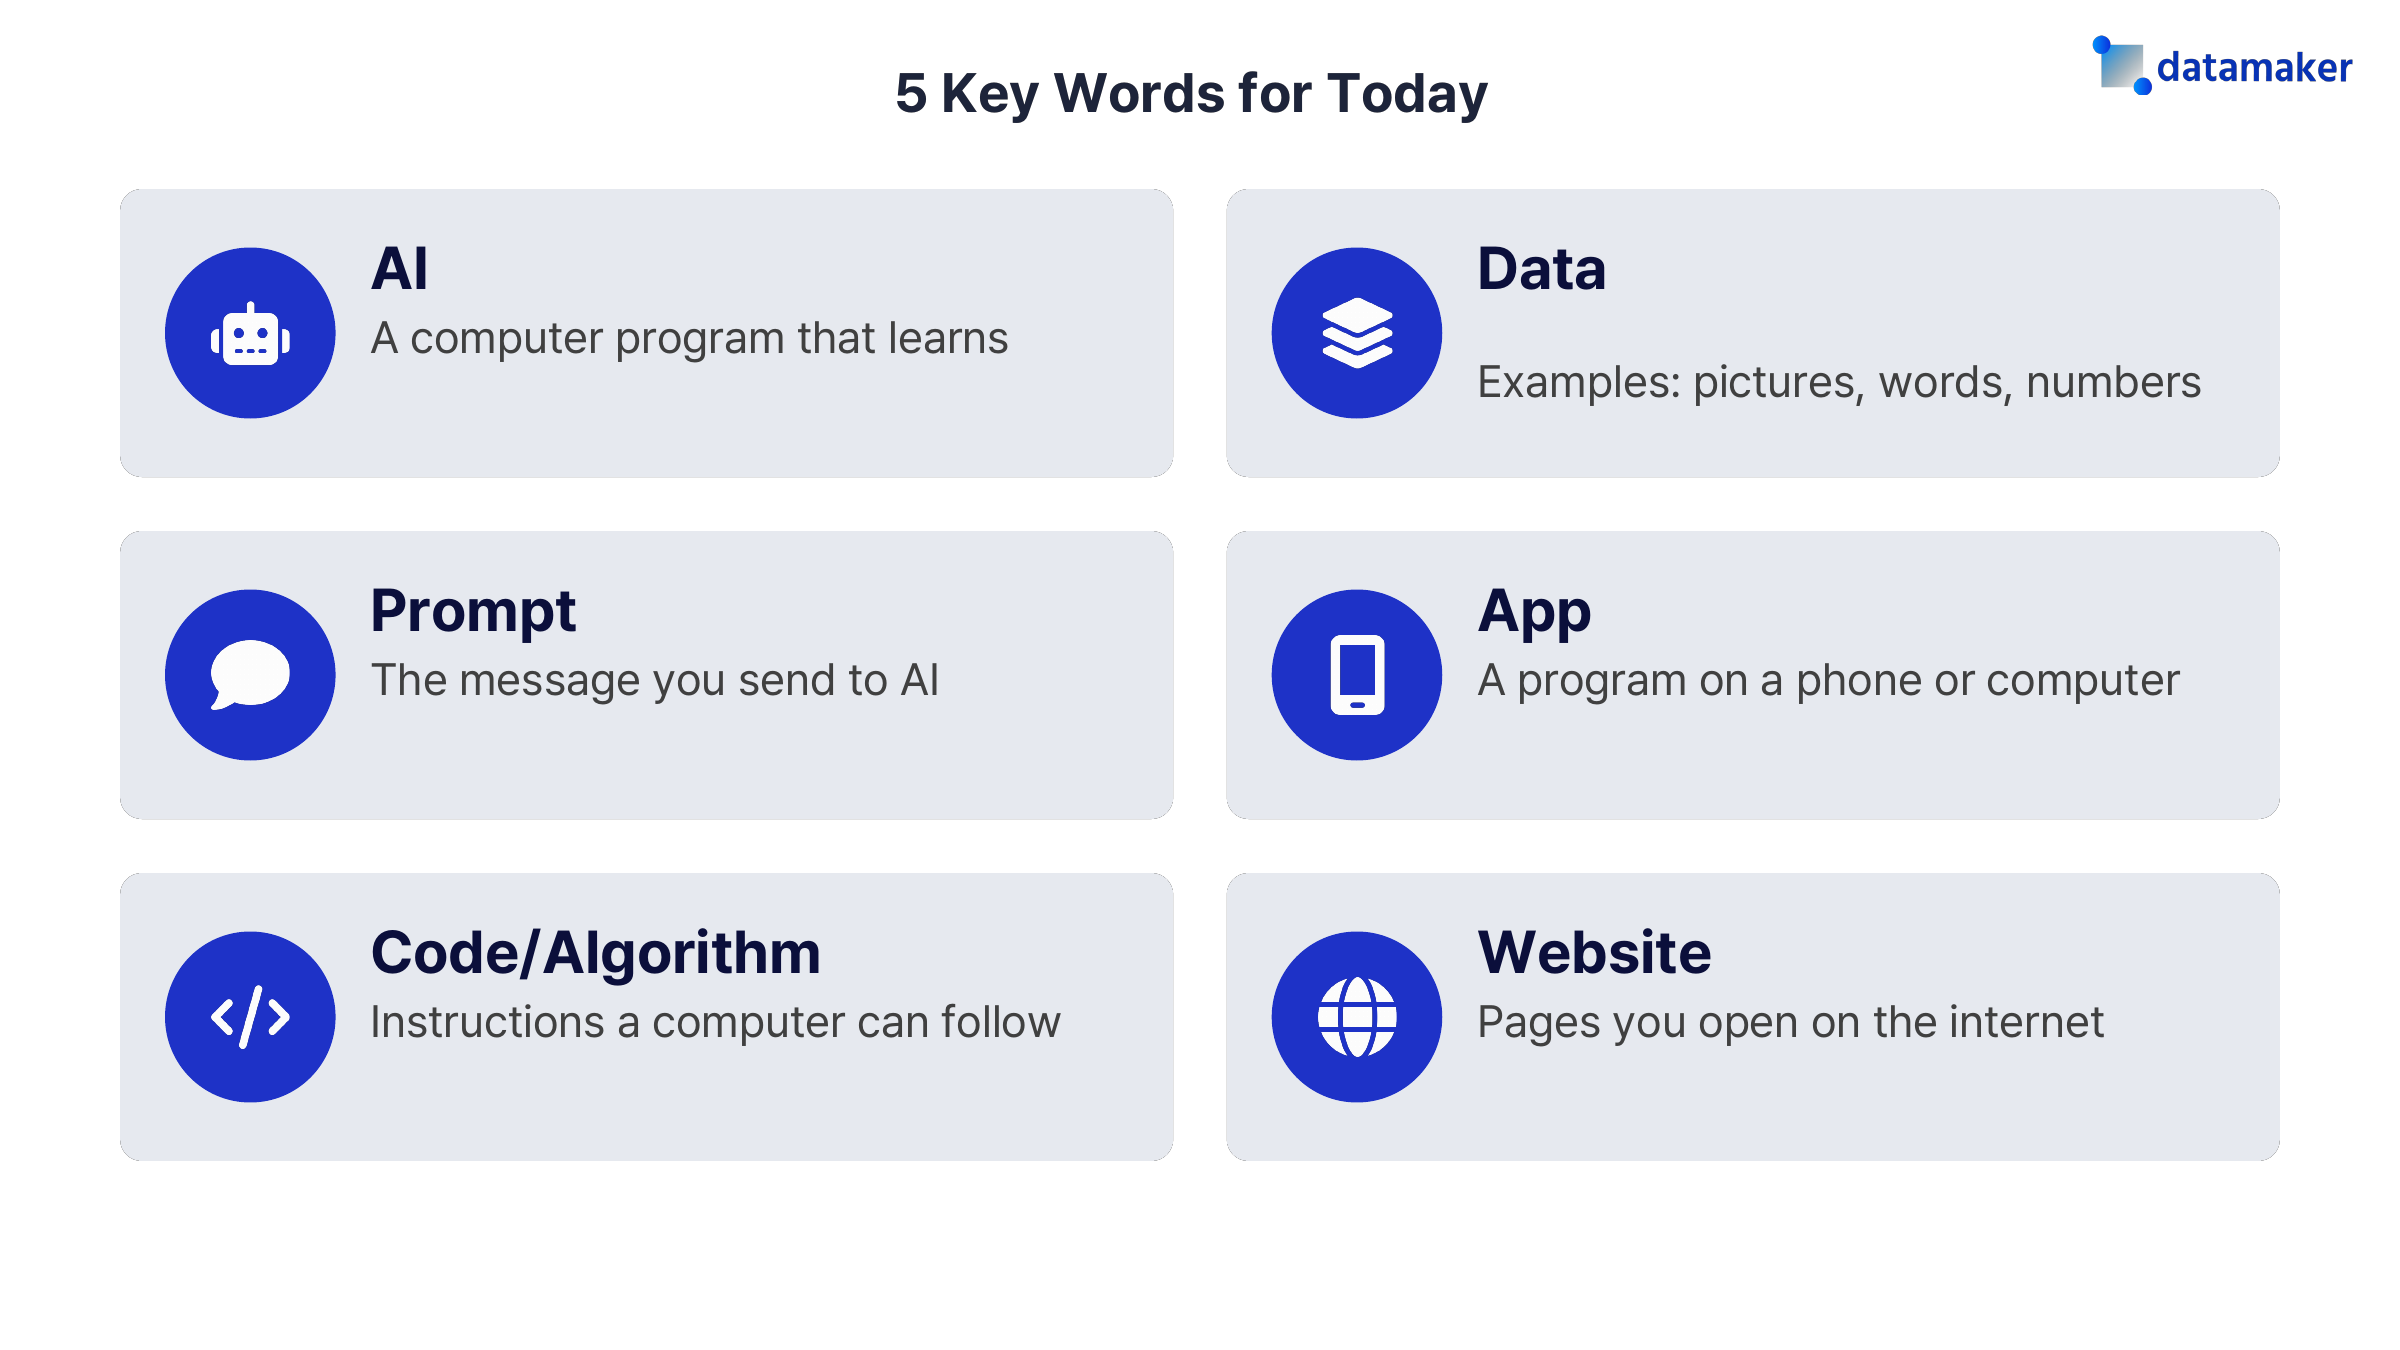 5 Key Words for Today
datamaker
AI
A computer program that learns
Data
Examples: pictures, words, numbers
Prompt
The message you send to AI
App
A program on a phone or computer
Code/Algorithm
Instructions a computer can follow
Website
Pages you open on the internet